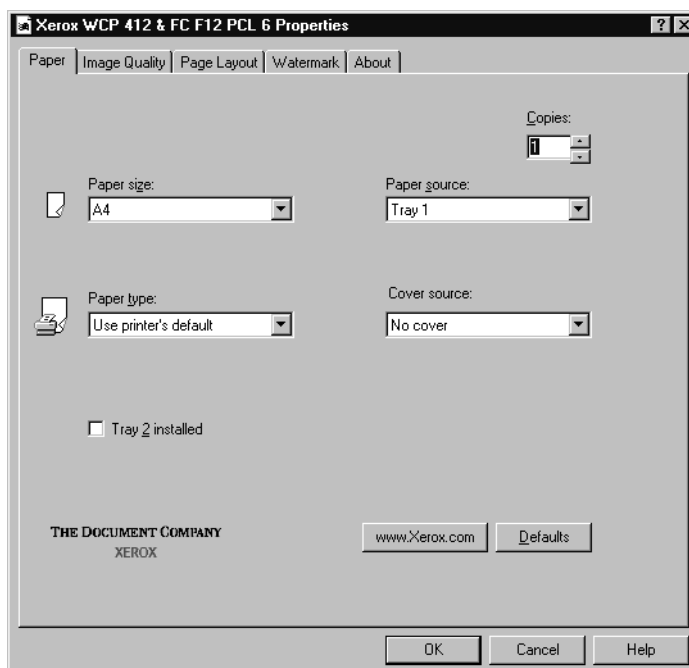 Xerox WCP 412 & FC F12 PCL 6 Properties
Paper Image Quality Page Layout Watermark About
Copies:
1
Paper size: Paper source:
A4 Tray 1
Paper type: Cover source:
Use printer's default No cover
Tray 2 installed
THE DOCUMENT COMPANY
XEROX
www.Xerox.com Defaults
OK Cancel Help